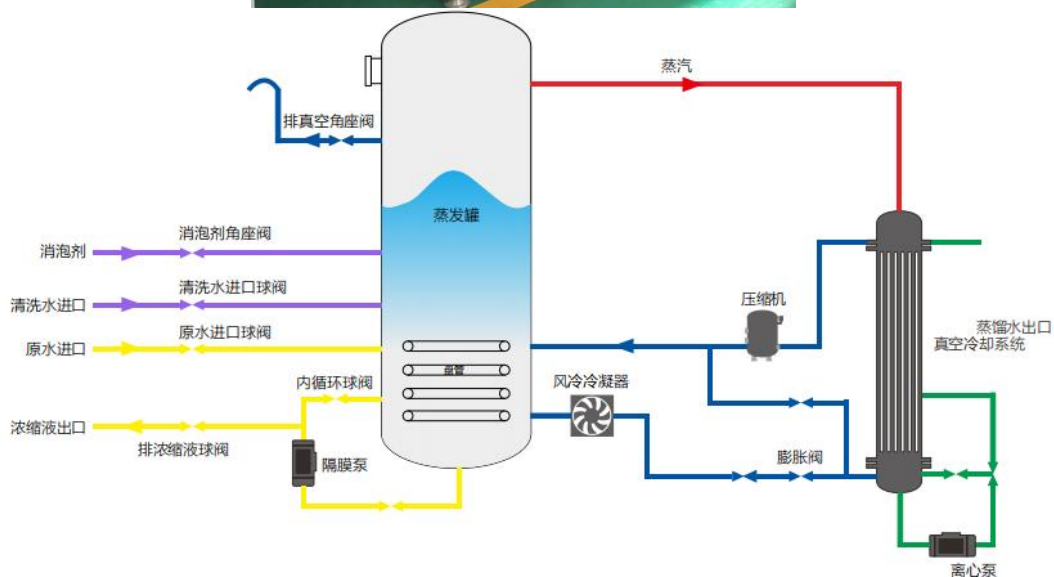 蒸汽
排真空角座阀
蒸发罐
消泡剂角座阀
消泡剂
清洗水进口球阀
清洗水进口
压缩机
原水进口球阀
原水进口
蒸馏水出口
真空冷却系统
盘管
内循环球阀
风冷冷凝器
浓缩液出口
排浓缩液球阀
隔膜泵
膨胀阀
离心泵